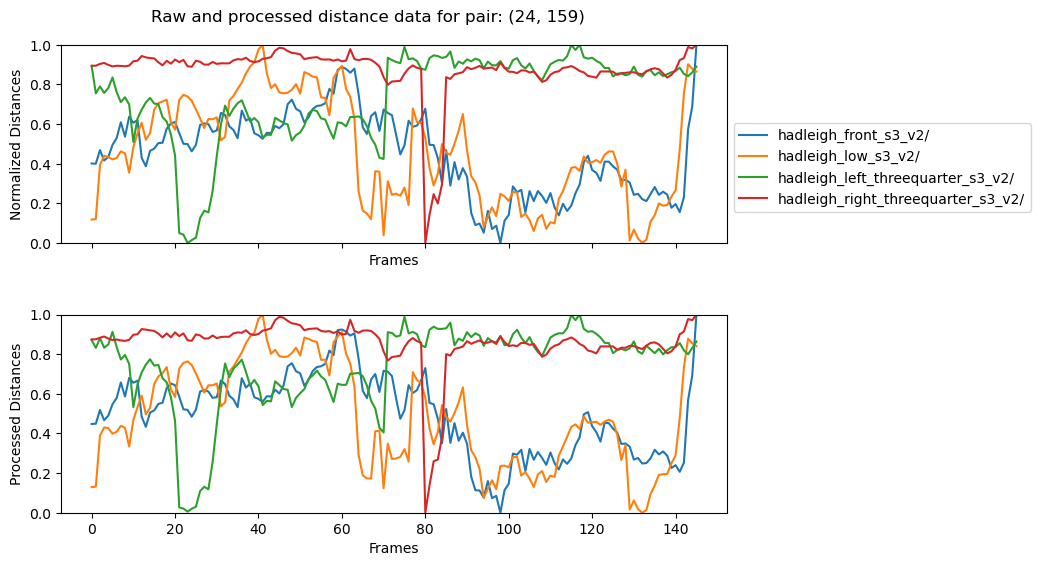 Raw and processed distance data for pair: (24, 159)
Normalized Distances
1.0
0.8
0.6
0.4
0.2
0.0
Frames
hadleigh_front_s3_v2/
hadleigh_low_s3_v2/
hadleigh_left_threequarter_s3_v2/
hadleigh_right_threequarter_s3_v2/
Processed Distances
1.0
0.8
0.6
0.4
0.2
0.0
0 20 40 60 80 100 120 140
Frames